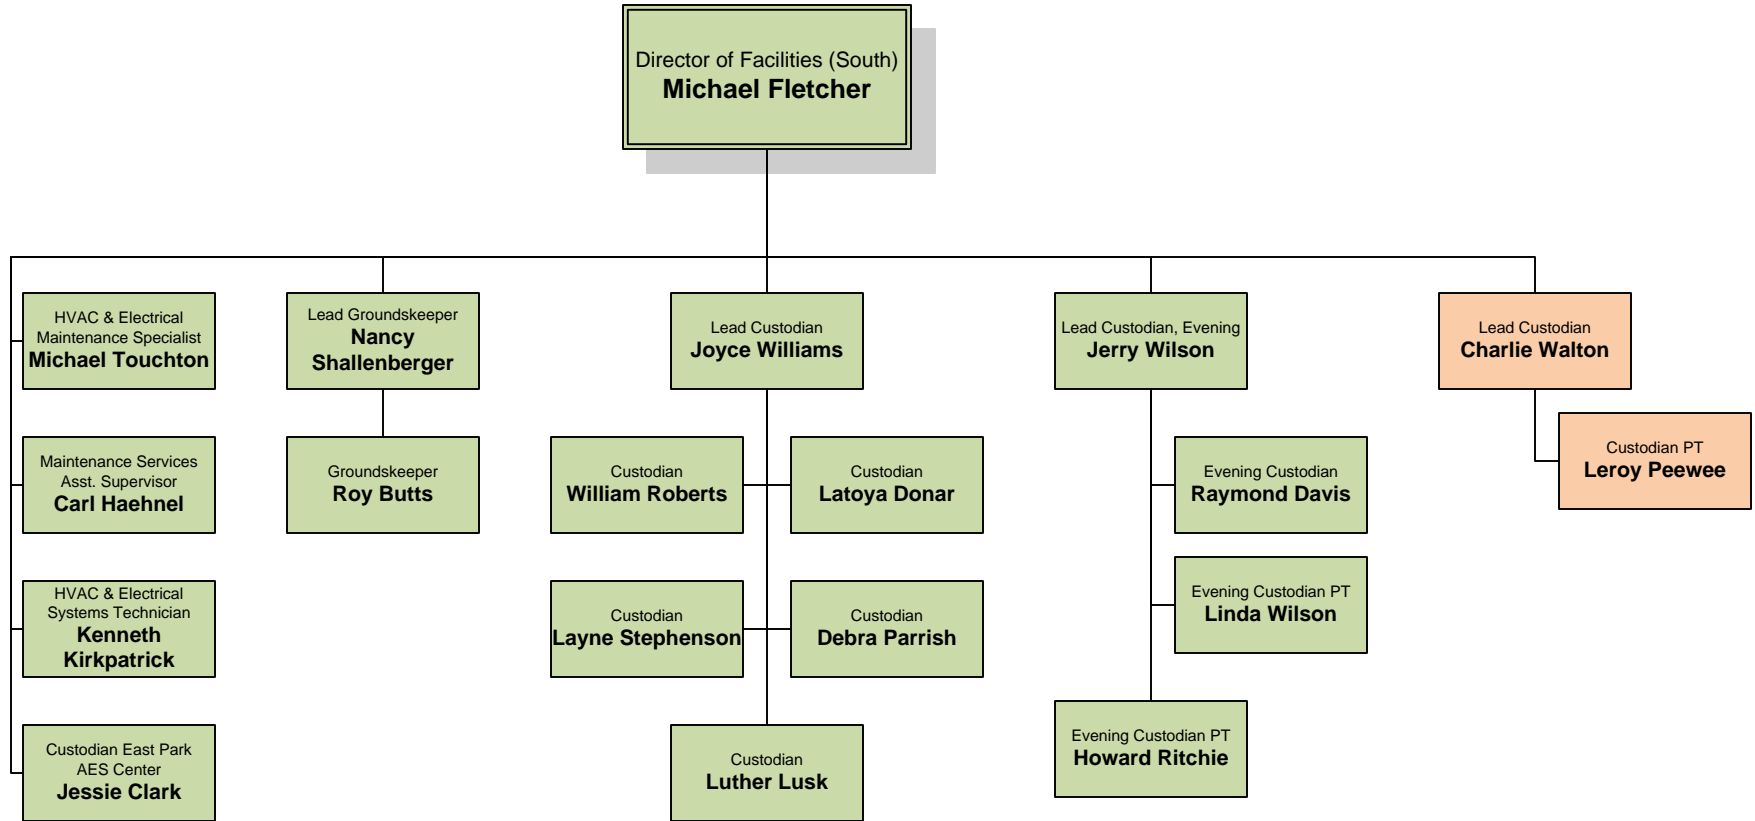 Director of Facilities (South)
Michael Fletcher
HVAC & Electrical
Maintenance Specialist
Michael Touchton
Lead Groundskeeper
Nancy
Shallenberger
Lead Custodian
Joyce Williams
Lead Custodian, Evening
Jerry Wilson
Lead Custodian
Charlie Walton
Custodian PT
Leroy Peewee
Maintenance Services
Asst. Supervisor
Carl Haehnel
Groundskeeper
Roy Butts
Custodian
William Roberts
Custodian
Latoya Donar
Evening Custodian
Raymond Davis
HVAC & Electrical
Systems Technician
Kenneth
Kirkpatrick
Custodian
Layne Stephenson
Custodian
Debra Parrish
Evening Custodian PT
Linda Wilson
Custodian East Park
AES Center
Jessie Clark
Custodian
Luther Lusk
Evening Custodian PT
Howard Ritchie